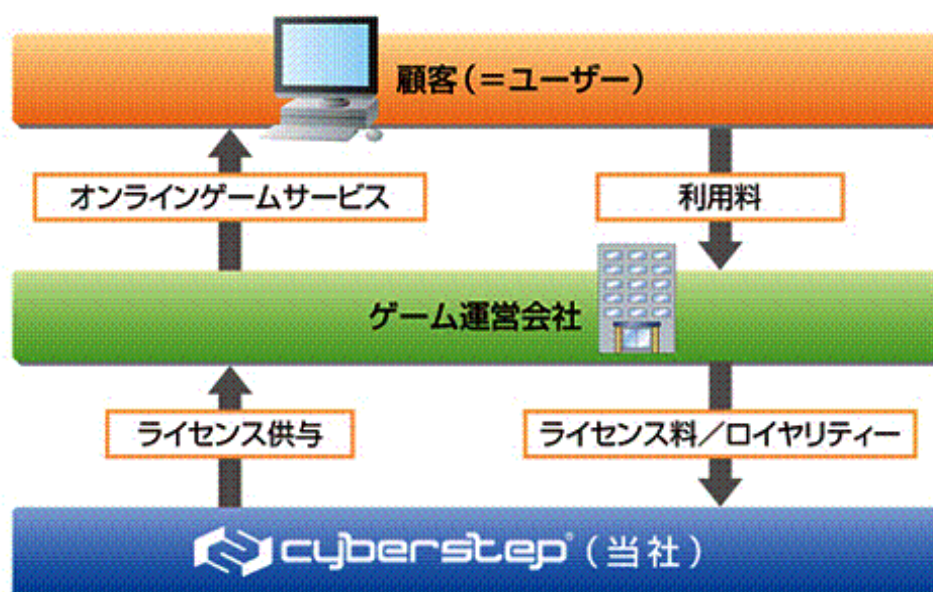 顧客(=ユーザー)
オンラインゲームサービス
利用料
ゲーム運営会社
ライセンス供与
ライセンス料/ロイヤリティー
cyberstep®(当社)